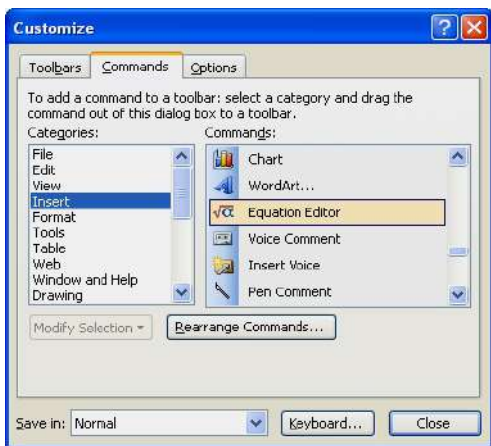 Customize
Toolbars Commands Options
To add a command to a toolbar: select a category and drag the
command out of this dialog box to a toolbar.
Categories: Commands:
File
Edit
View
Insert
Format
Tools
Table
Web
Window and Help
Drawing
Chart
WordArt...
√α Equation Editor
Voice Comment
Insert Voice
Pen Comment
Modify Selection Rearrange Commands...
Save in: Normal Keyboard... Close